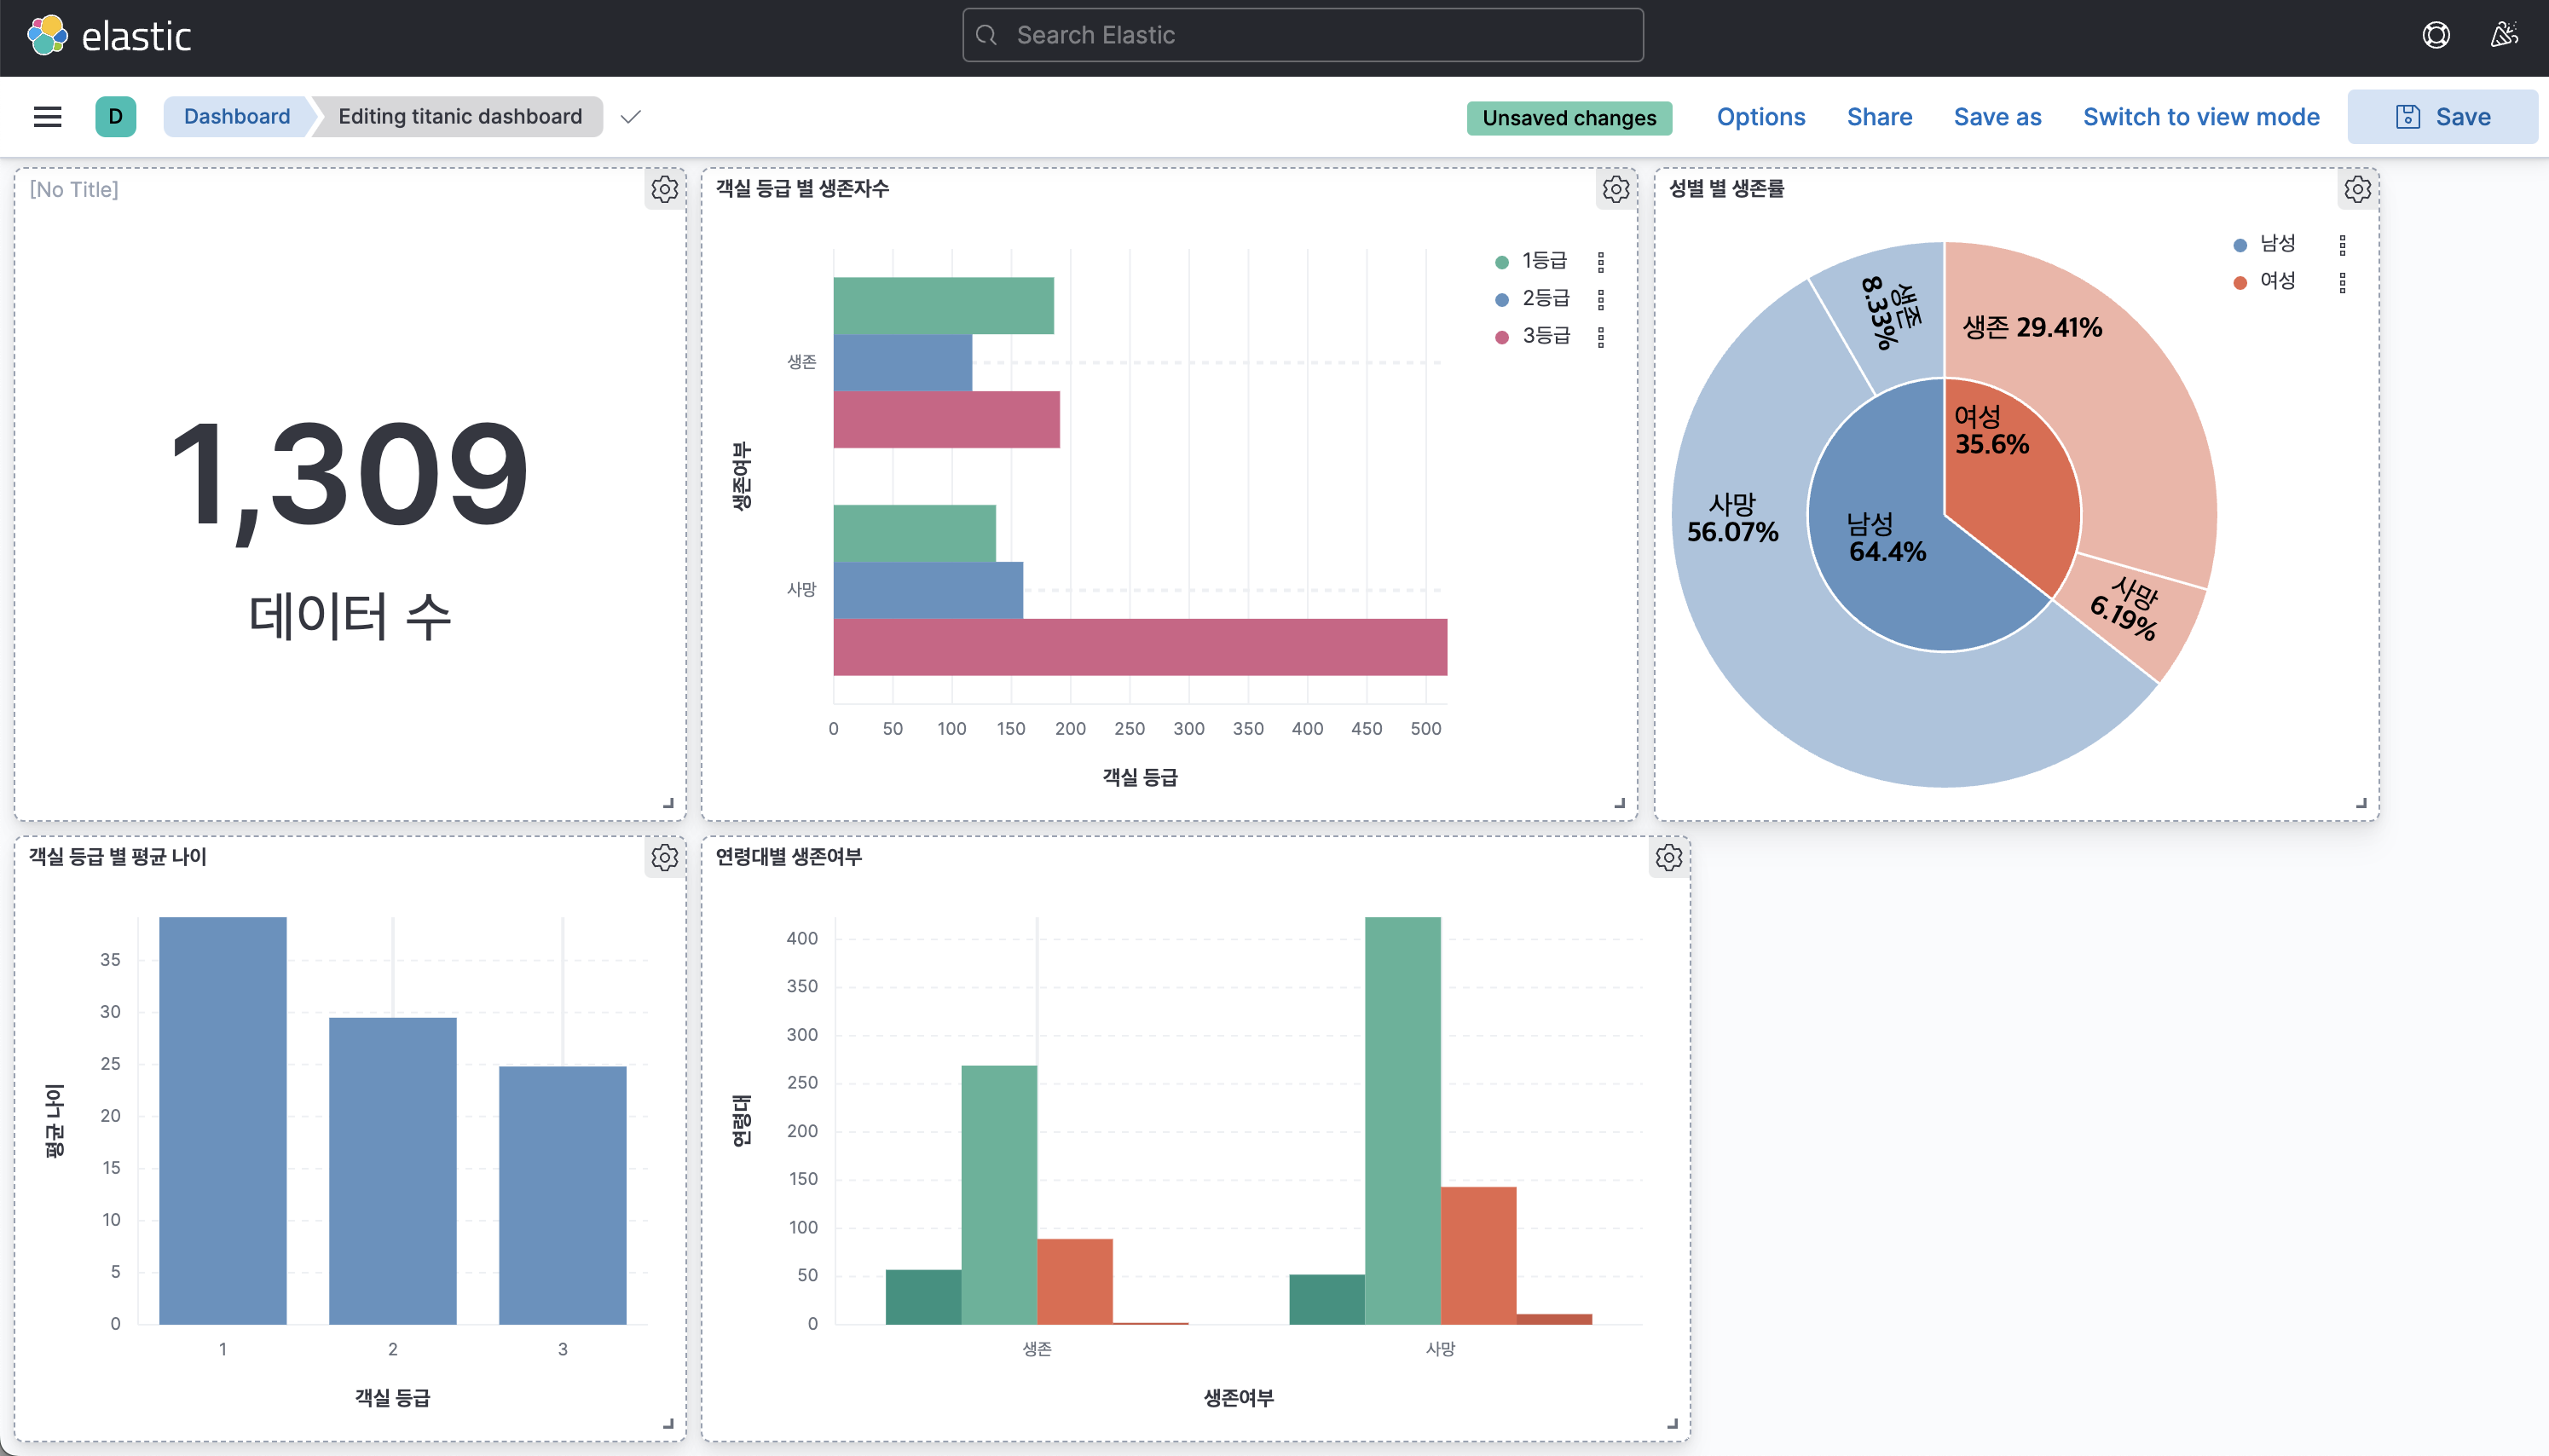 elastic
Search Elastic
D
Dashboard
Editing titanic dashboard
Unsaved changes
Options
Share
Save as
Switch to view mode
Save
[No Title]
1,309
데이터 수
객실 등급 별 생존자수
1등급
2등급
3등급
생존
사망
생존여부
0 50 100 150 200 250 300 350 400 450 500
객실 등급
성별 별 생존률
남성
여성
생존
8.33%
생존 29.41%
여성
35.6%
사망
56.07%
남성
64.4%
사망
6.19%
객실 등급 별 평균 나이
35
30
25
20
15
10
5
0
평균 나이
1 2 3
객실 등급
연령대별 생존여부
400
350
300
250
200
150
100
50
0
연령대
생존 사망
생존여부